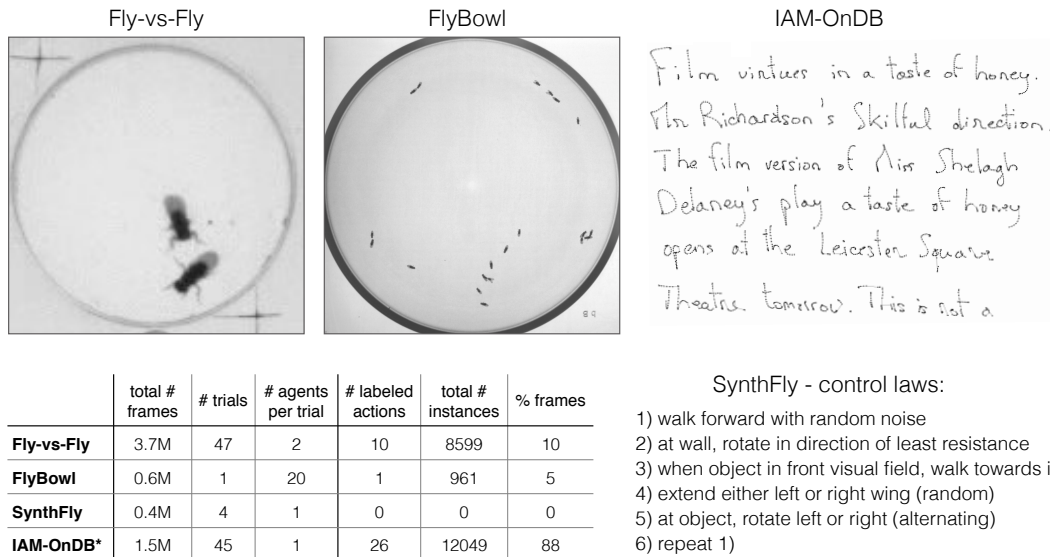 Fly-vs-Fly
FlyBowl
IAM-OnDB
Film virtues in a taste of honey.
Mr Richardson's Skilful direction.
The film version of Miss Shelagh
Delaney's play a taste of honey
opens at the Leicester Square
Theatre tomorrow. This is not a
total # frames | # trials | # agents per trial | # labeled actions | total # instances | % frames
Fly-vs-Fly 3.7M 47 2 10 8599 10
FlyBowl 0.6M 1 20 1 961 5
SynthFly 0.4M 4 1 0 0 0
IAM-OnDB* 1.5M 45 1 26 12049 88
SynthFly - control laws:
1) walk forward with random noise
2) at wall, rotate in direction of least resistance
3) when object in front visual field, walk towards i
4) extend either left or right wing (random)
5) at object, rotate left or right (alternating)
6) repeat 1)